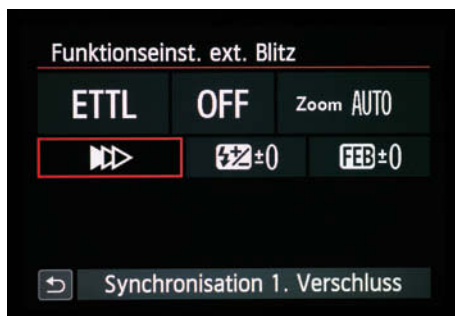 Funktionseinst. ext. Blitz
ETTL OFF Zoom AUTO
±0 FEB±0
Synchronisation 1. Verschluss